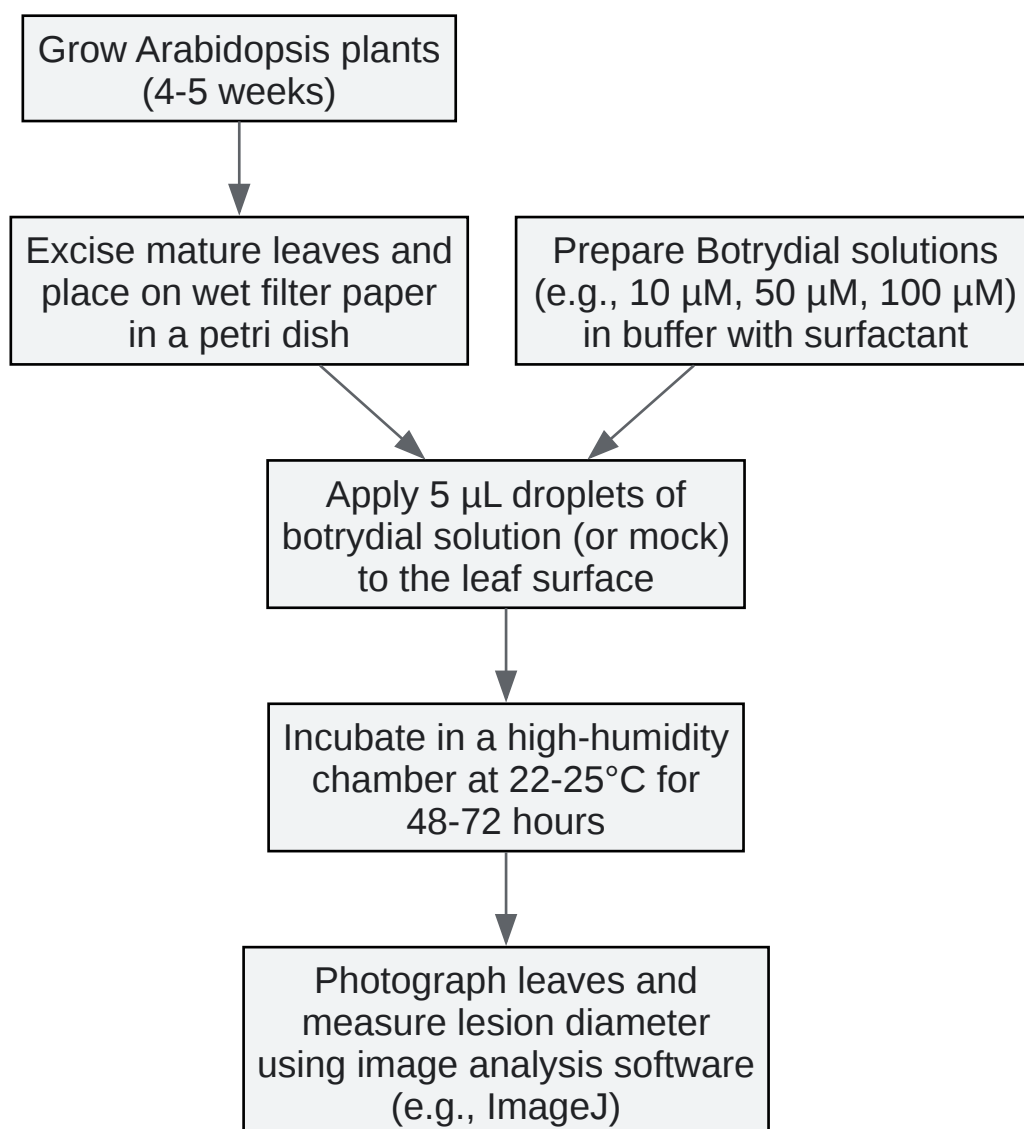 Grow Arabidopsis plants
(4-5 weeks)
Excise mature leaves and
place on wet filter paper
in a petri dish
Prepare Botrydial solutions
(e.g., 10 µM, 50 µM, 100 µM)
in buffer with surfactant
Apply 5 µL droplets of
botrydial solution (or mock)
to the leaf surface
Incubate in a high-humidity
chamber at 22-25°C for
48-72 hours
Photograph leaves and
measure lesion diameter
using image analysis software
(e.g., ImageJ)